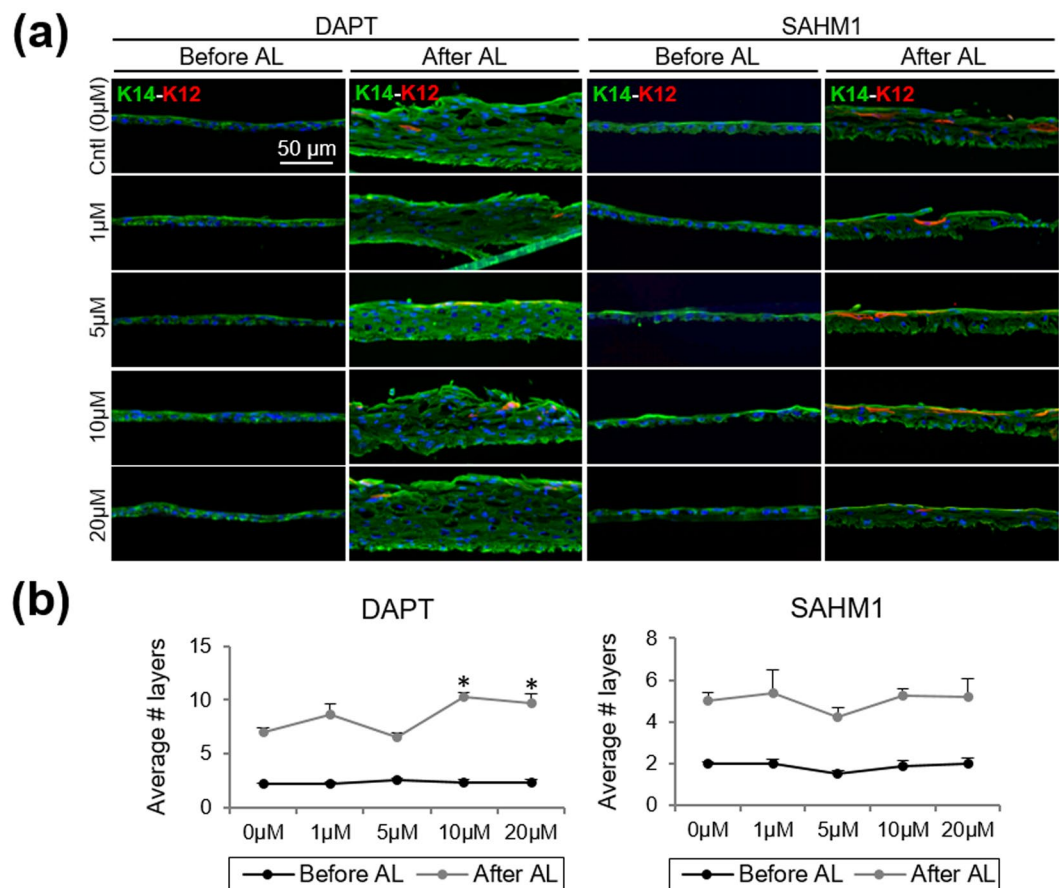 (a)
DAPT SAHM1
Before AL After AL Before AL After AL
Cntl (0µM) K14-K12 K14-K12 K14-K12 K14-K12
50 µm
1µM
5µM
10µM
20µM
(b)
DAPT
Average # layers
15
10
5
0
* *
0µM 1µM 5µM 10µM 20µM
Before AL After AL
SAHM1
Average # layers
8
6
4
2
0
0µM 1µM 5µM 10µM 20µM
Before AL After AL